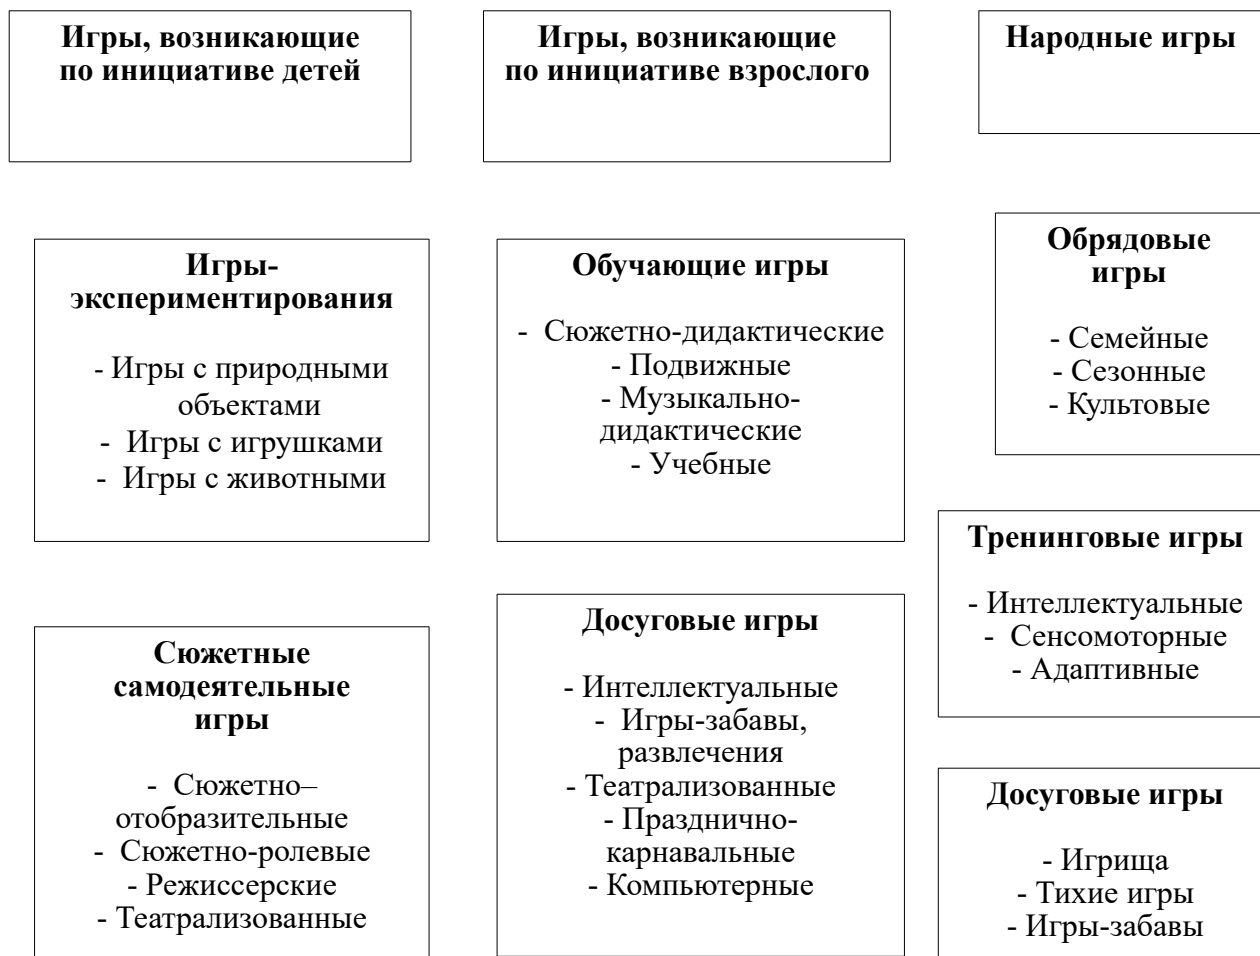 Игры, возникающие
по инициативе детей
Игры, возникающие
по инициативе взрослого
Народные игры
Игры-
экспериментирования
- Игры с природными
объектами
- Игры с игрушками
- Игры с животными
Сюжетные
самодеятельные
игры
- Сюжетно–
отобразительные
- Сюжетно-ролевые
- Режиссерские
- Театрализованные
Обучающие игры
- Сюжетно-дидактические
- Подвижные
- Музыкально-
дидактические
- Учебные
Досуговые игры
- Интеллектуальные
- Игры-забавы,
развлечения
- Театрализованные
- Празднично-
карнавальные
- Компьютерные
Обрядовые
игры
- Семейные
- Сезонные
- Культовые
Тренинговые игры
- Интеллектуальные
- Сенсомоторные
- Адаптивные
Досуговые игры
- Игрища
- Тихие игры
- Игры-забавы